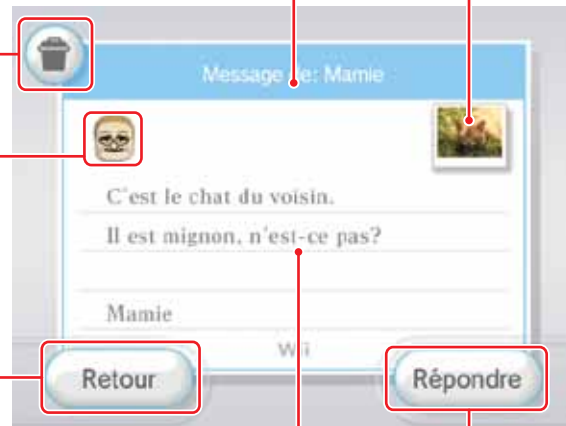 Message de: Mamie
C'est le chat du voisin.
Il est mignon, n'est-ce pas?
Mamie
Wii
Retour
Répondre